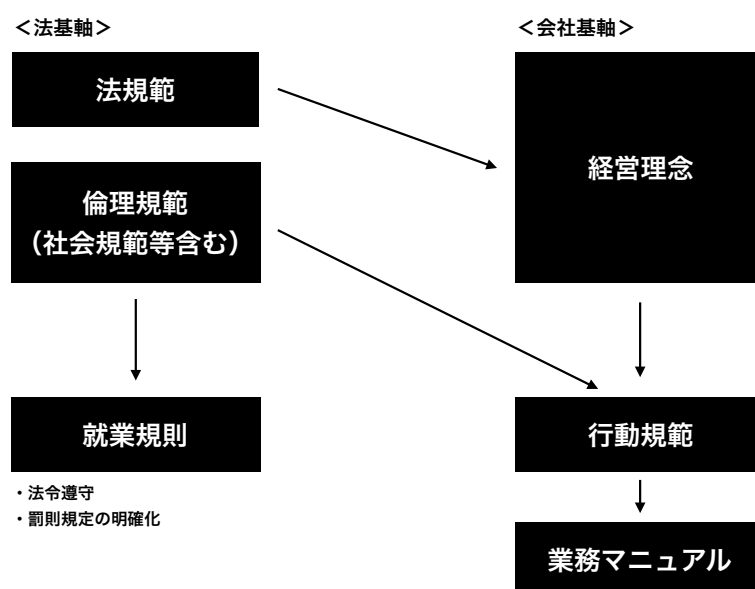 ＜法基軸＞
法規範
倫理規範
（社会規範等含む）
就業規則
・法令遵守
・罰則規定の明確化
＜会社基軸＞
経営理念
行動規範
業務マニュアル